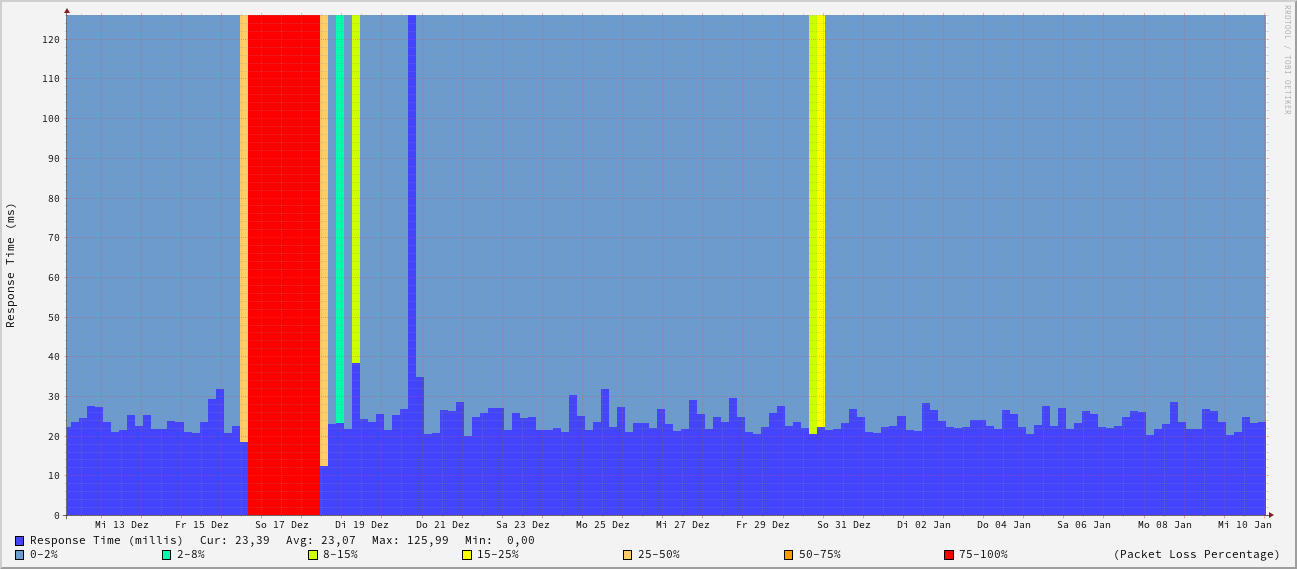 RRDTOOL / TOBI OETIKER
Response Time (ms)
120
110
100
90
80
70
60
50
40
30
20
10
0
Mi 13 Dez Fr 15 Dez So 17 Dez Di 19 Dez Do 21 Dez Sa 23 Dez Mo 25 Dez Mi 27 Dez Fr 29 Dez So 31 Dez Di 02 Jan Do 04 Jan Sa 06 Jan Mo 08 Jan Mi 10 Jan
Response Time (millis) Cur: 23,39 Avg: 23,07 Max: 125,99 Min: 0,00
0-2% 2-8% 8-15% 15-25% 25-50% 50-75% 75-100% (Packet Loss Percentage)